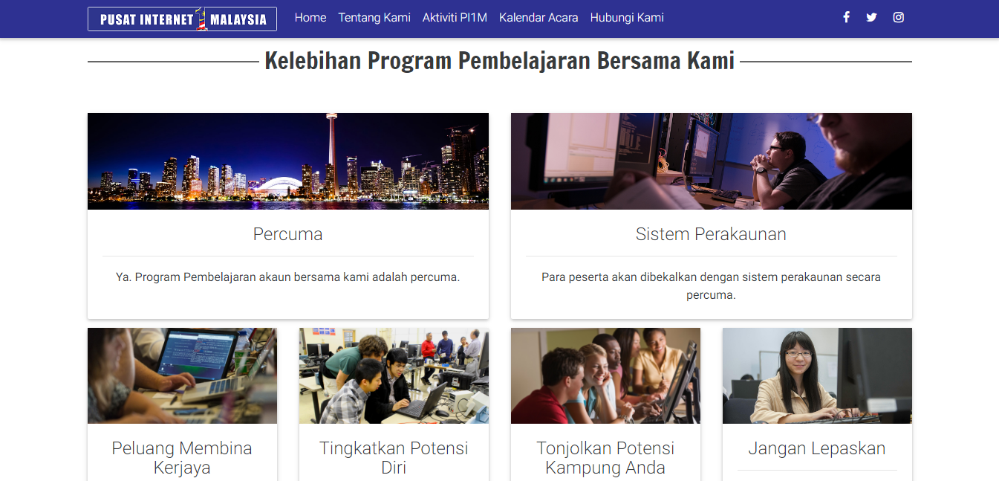 PUSAT INTERNET 1 MALAYSIA
Home Tentang Kami Aktiviti PI1M Kalendar Acara Hubungi Kami
Kelebihan Program Pembelajaran Bersama Kami
Percuma
Ya. Program Pembelajaran akaun bersama kami adalah percuma.
Sistem Perakaunan
Para peserta akan dibekalkan dengan sistem perakaunan secara
percuma.
Peluang Membina
Kerjaya
Tingkatkan Potensi
Diri
Tonjolkan Potensi
Kampung Anda
Jangan Lepaskan